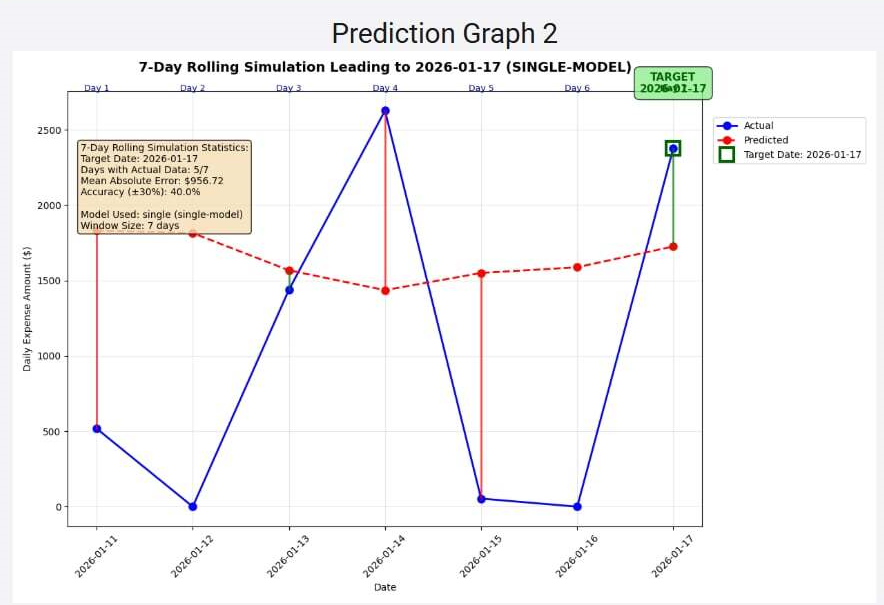 Prediction Graph 2
7-Day Rolling Simulation Leading to 2026-01-17 (SINGLE-MODEL)
TARGET
2026-01-17
Day 1
Day 2
Day 3
Day 4
Day 5
Day 6
Actual
Predicted
Target Date: 2026-01-17
7-Day Rolling Simulation Statistics:
Target Date: 2026-01-17
Days with Actual Data: 5/7
Mean Absolute Error: $956.72
Accuracy (±30%): 40.0%
Model Used: single (single-model)
Window Size: 7 days
Daily Expense Amount ($)
2500
2000
1500
1000
500
0
2026-01-11
2026-01-12
2026-01-13
2026-01-14
2026-01-15
2026-01-16
2026-01-17
Date